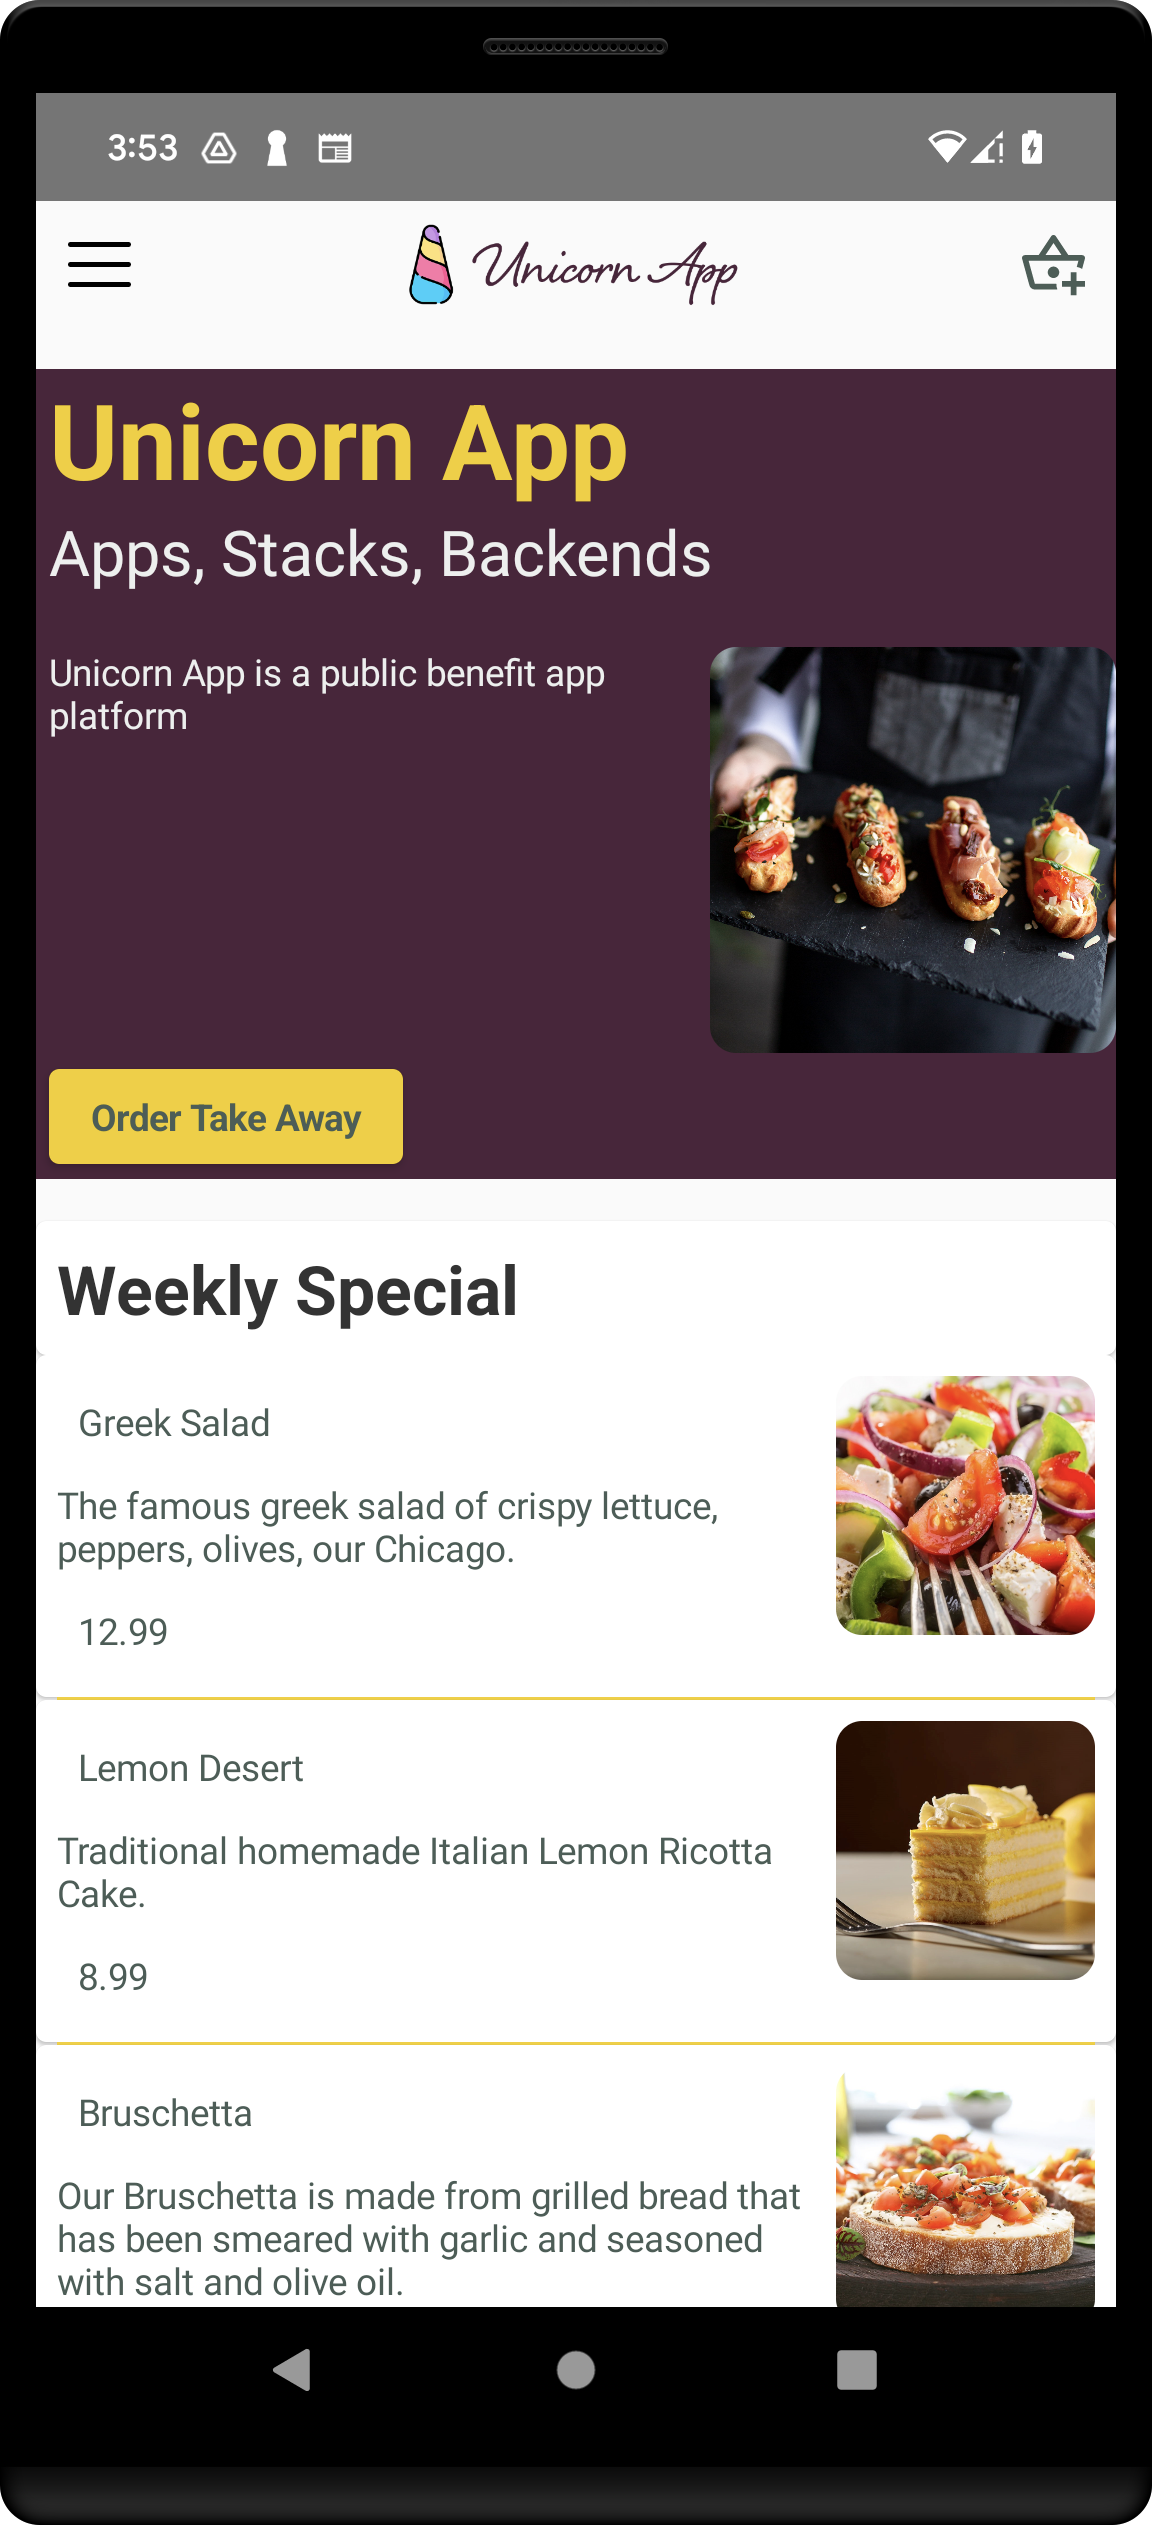 3:53
Unicorn App
Unicorn App
Apps, Stacks, Backends
Unicorn App is a public benefit app
platform
Order Take Away
Weekly Special
Greek Salad
The famous greek salad of crispy lettuce,
peppers, olives, our Chicago.
12.99
Lemon Desert
Traditional homemade Italian Lemon Ricotta
Cake.
8.99
Bruschetta
Our Bruschetta is made from grilled bread that
has been smeared with garlic and seasoned
with salt and olive oil.